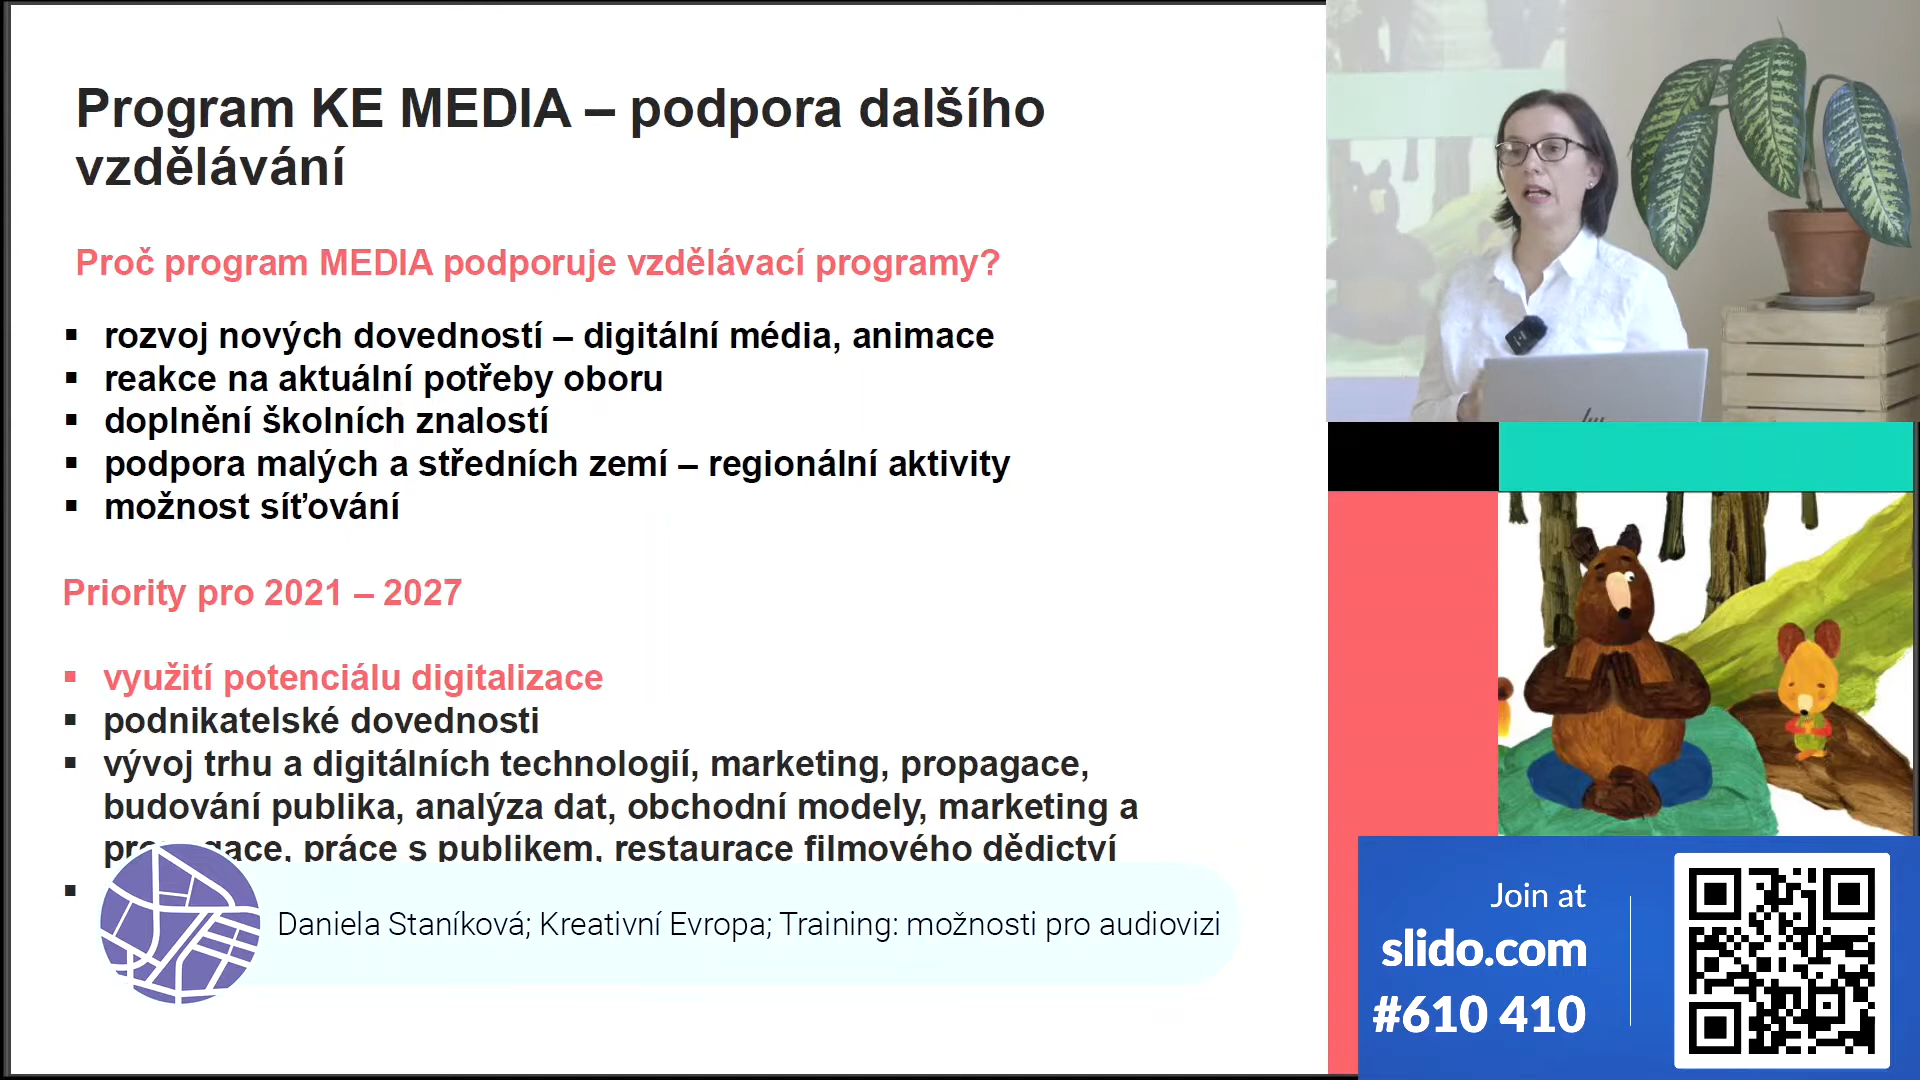 Program KE MEDIA – podpora dalšího
vzdělávání
Proč program MEDIA podporuje vzdělávací programy?
▪ rozvoj nových dovedností – digitální média, animace
▪ reakce na aktuální potřeby oboru
▪ doplnění školních znalostí
▪ podpora malých a středních zemí – regionální aktivity
▪ možnost síťování
Priority pro 2021 – 2027
▪ využití potenciálu digitalizace
▪ podnikatelské dovednosti
▪ vývoj trhu a digitálních technologií, marketing, propagace,
budování publika, analýza dat, obchodní modely, marketing a
práce s publikem, restaurace filmového dědictví
Daniela Staníková; Kreativní Evropa; Training: možnosti pro audiovizi
hp
Join at
slido.com
#610 410